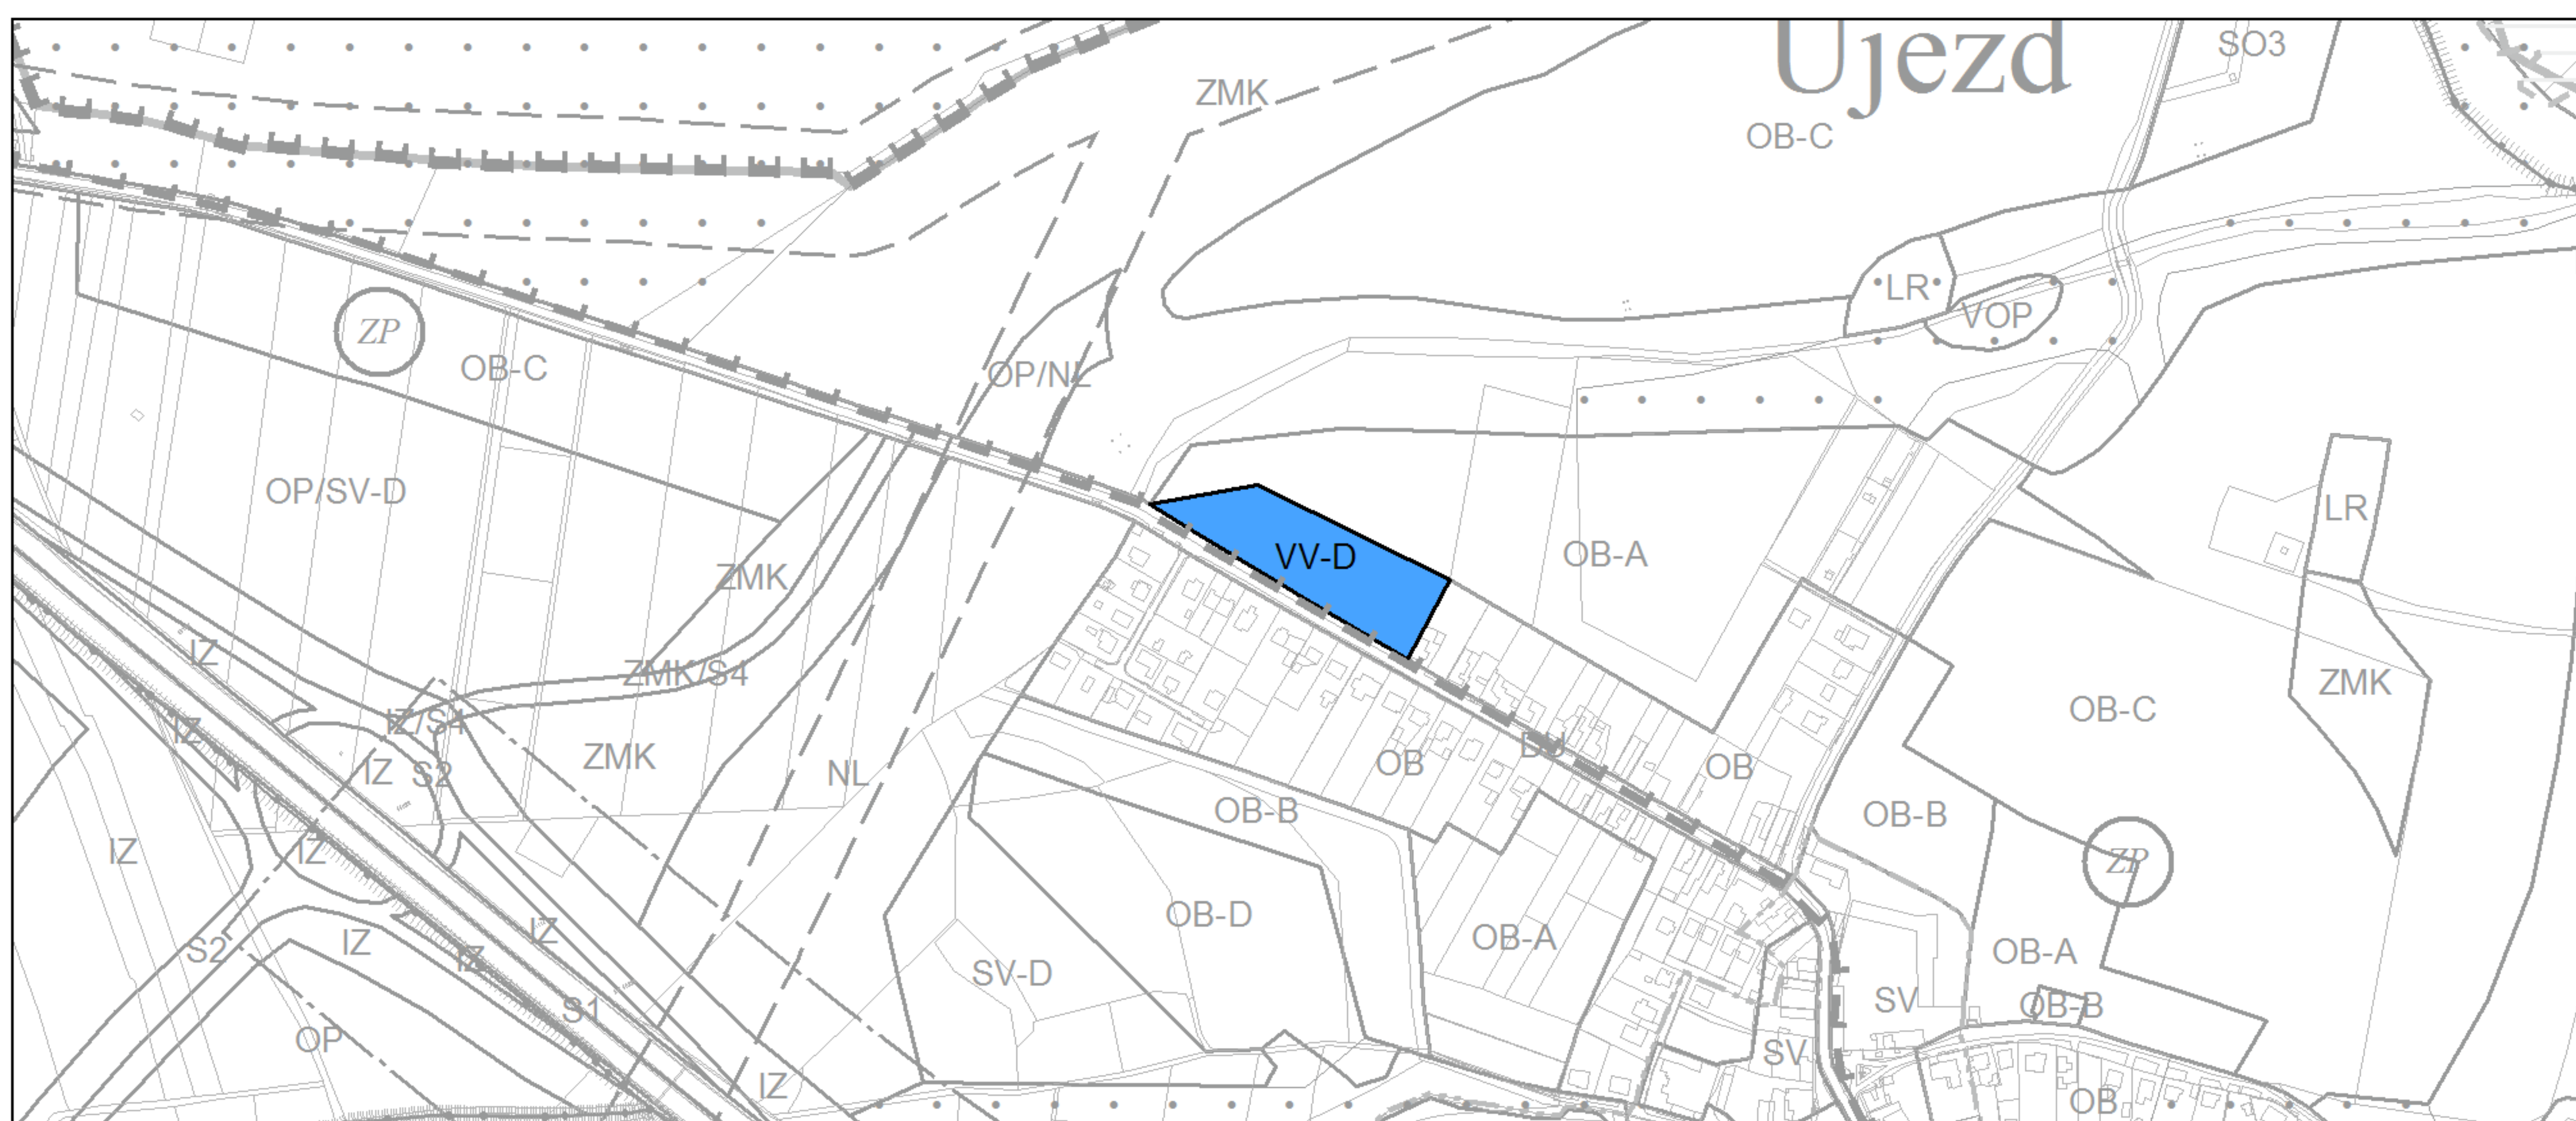 Újezd
SO3
ZMK
OB-C
LR
VOP
ZP
OB-C
OP/NL
OP/SV-D
LR
VV-D
OB-A
ZMK
IZ
ZMK/S4
ZMK
OB-C
IZ
IZ/S4
ZMK
NL
IZ
S2
OB
DU
OB
OB-B
OB-B
IZ
IZ
ZP
OB-D
OB-A
IZ
S2
IZ
IZ
SV-D
OB-A
S1
SV
OB-B
OP
SV
IZ
OB